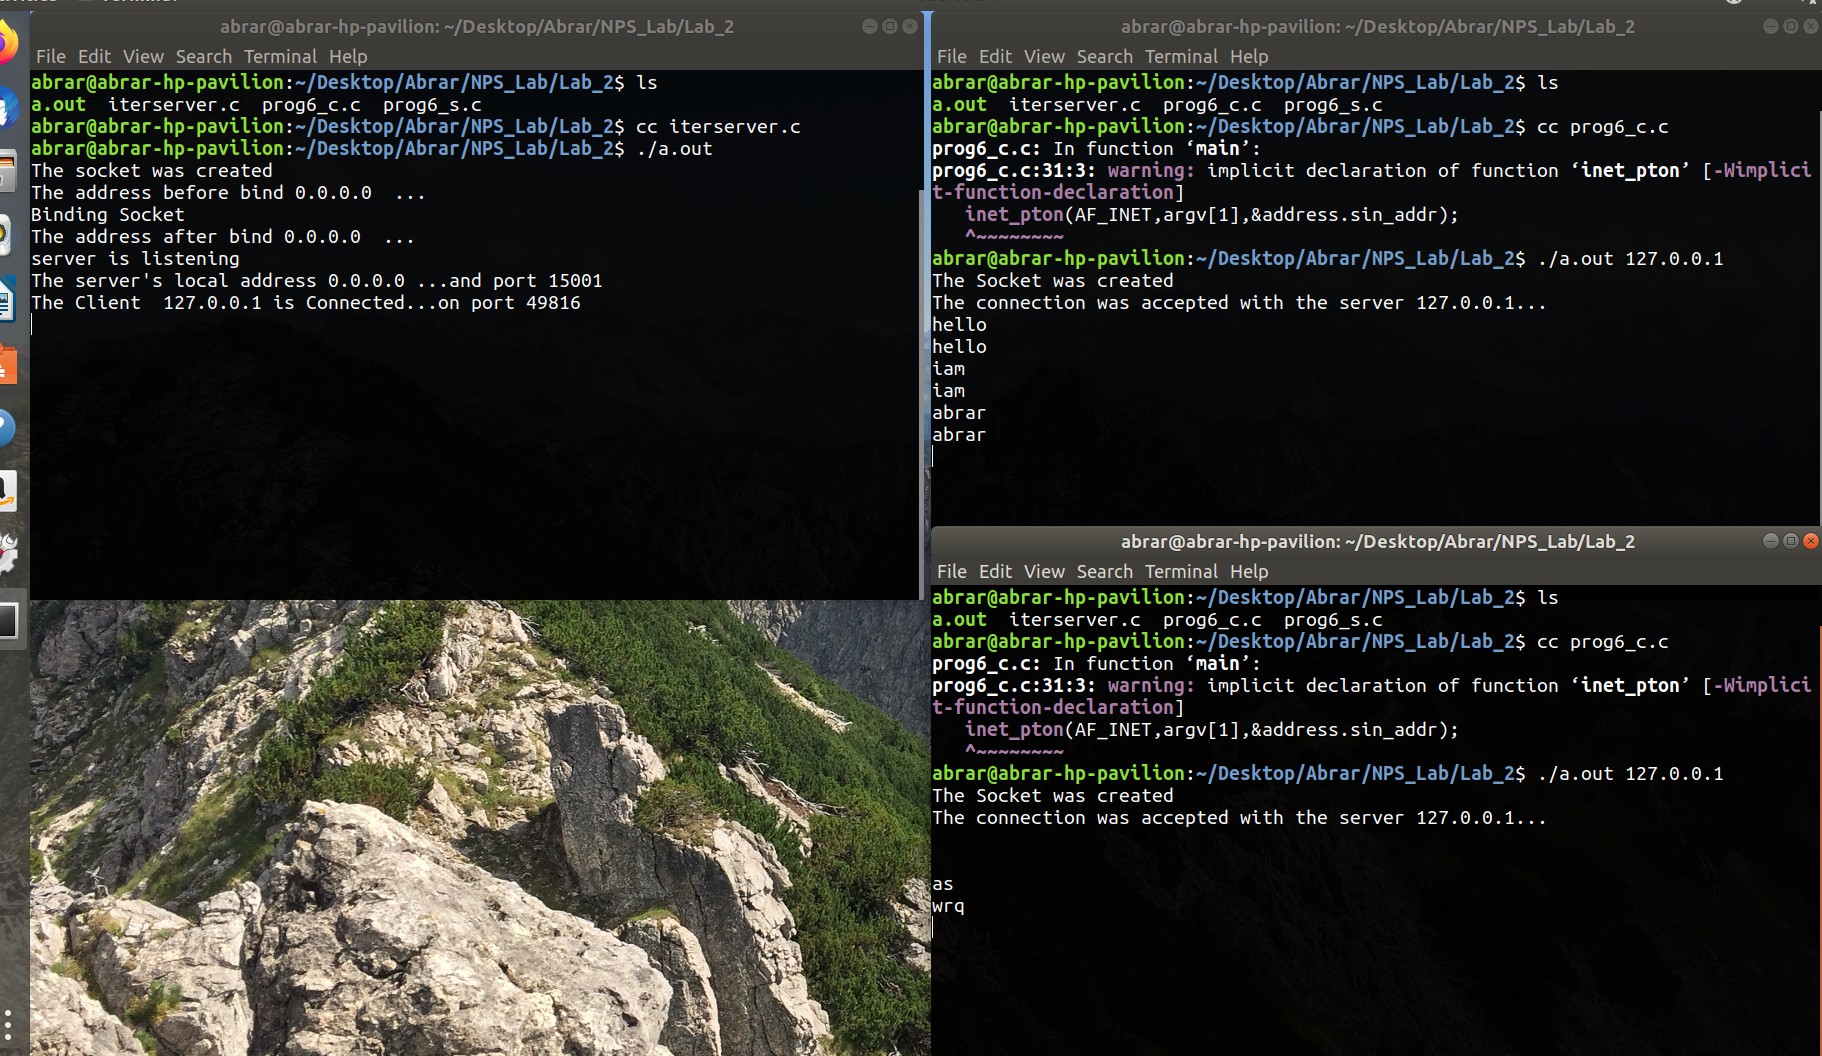 abrar@abrar-hp-pavilion: ~/Desktop/Abrar/NPS_Lab/Lab_2
File Edit View Search Terminal Help
abrar@abrar-hp-pavilion:~/Desktop/Abrar/NPS_Lab/Lab_2$ ls
a.out  iterserver.c  prog6_c.c  prog6_s.c
abrar@abrar-hp-pavilion:~/Desktop/Abrar/NPS_Lab/Lab_2$ cc iterserver.c
abrar@abrar-hp-pavilion:~/Desktop/Abrar/NPS_Lab/Lab_2$ ./a.out
The socket was created
The address before bind 0.0.0.0  ...
Binding Socket
The address after bind 0.0.0.0  ...
server is listening
The server's local address 0.0.0.0 ...and port 15001
The Client  127.0.0.1 is Connected...on port 49816
abrar@abrar-hp-pavilion: ~/Desktop/Abrar/NPS_Lab/Lab_2
File Edit View Search Terminal Help
abrar@abrar-hp-pavilion:~/Desktop/Abrar/NPS_Lab/Lab_2$ ls
a.out  iterserver.c  prog6_c.c  prog6_s.c
abrar@abrar-hp-pavilion:~/Desktop/Abrar/NPS_Lab/Lab_2$ cc prog6_c.c
prog6_c.c: In function ‘main’:
prog6_c.c:31:3: warning: implicit declaration of function ‘inet_pton’ [-Wimplici
t-function-declaration]
   inet_pton(AF_INET,argv[1],&address.sin_addr);
   ^~~~~~~~~
abrar@abrar-hp-pavilion:~/Desktop/Abrar/NPS_Lab/Lab_2$ ./a.out 127.0.0.1
The Socket was created
The connection was accepted with the server 127.0.0.1...
hello
hello
iam
iam
abrar
abrar
abrar@abrar-hp-pavilion: ~/Desktop/Abrar/NPS_Lab/Lab_2
File Edit View Search Terminal Help
abrar@abrar-hp-pavilion:~/Desktop/Abrar/NPS_Lab/Lab_2$ ls
a.out  iterserver.c  prog6_c.c  prog6_s.c
abrar@abrar-hp-pavilion:~/Desktop/Abrar/NPS_Lab/Lab_2$ cc prog6_c.c
prog6_c.c: In function ‘main’:
prog6_c.c:31:3: warning: implicit declaration of function ‘inet_pton’ [-Wimplici
t-function-declaration]
   inet_pton(AF_INET,argv[1],&address.sin_addr);
   ^~~~~~~~~
abrar@abrar-hp-pavilion:~/Desktop/Abrar/NPS_Lab/Lab_2$ ./a.out 127.0.0.1
The Socket was created
The connection was accepted with the server 127.0.0.1...
as
wrq